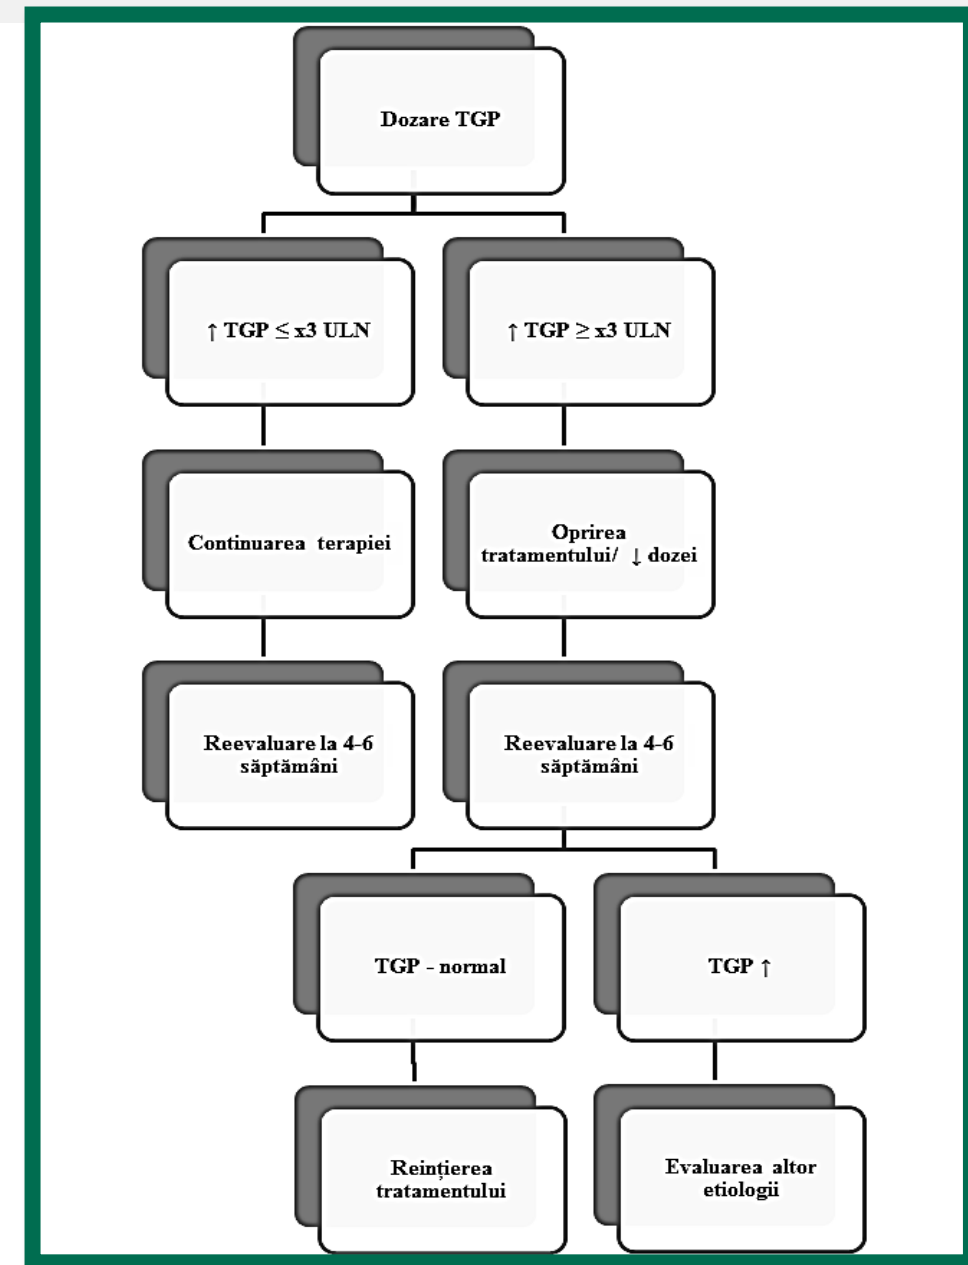 Dozare TGP
↑ TGP ≤ x3 ULN
↑ TGP ≥ x3 ULN
Continuarea terapiei
Oprirea
tratamentului/ ↓ dozei
Reevaluare la 4-6
săptămâni
Reevaluare la 4-6
săptămâni
TGP - normal
TGP ↑
Reințierea
tratamentului
Evaluarea altor
etiologii